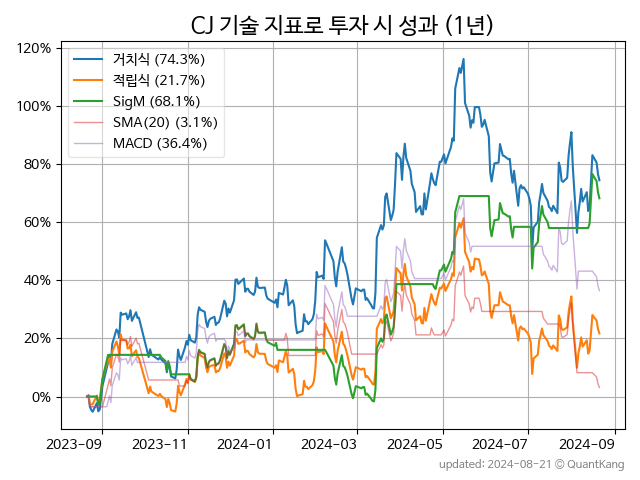 CJ 기술 지표로 투자 시 성과 (1년)
120%
100%
80%
60%
40%
20%
0%
거치식 (74.3%)
적립식 (21.7%)
SigM (68.1%)
SMA(20) (3.1%)
MACD (36.4%)
2023-09 2023-11 2024-01 2024-03 2024-05 2024-07 2024-09
updated: 2024-08-21 © QuantKang